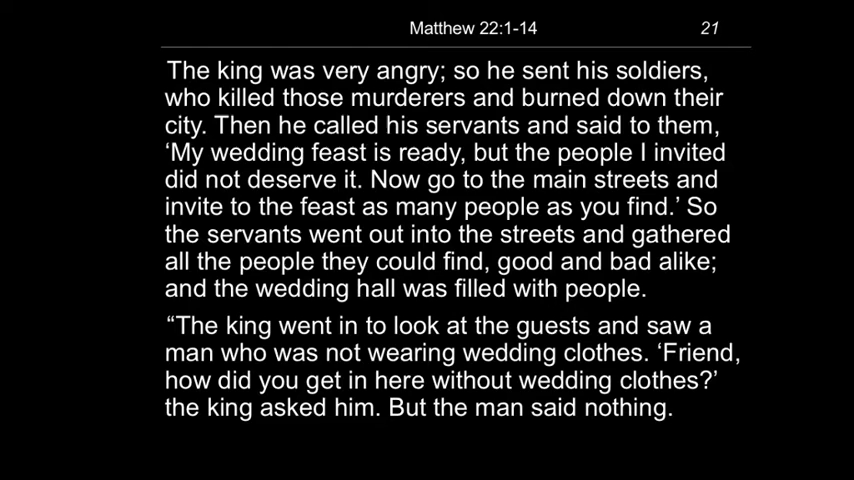 Matthew 22:1-14 21
The king was very angry; so he sent his soldiers,
who killed those murderers and burned down their
city. Then he called his servants and said to them,
‘My wedding feast is ready, but the people I invited
did not deserve it. Now go to the main streets and
invite to the feast as many people as you find.’ So
the servants went out into the streets and gathered
all the people they could find, good and bad alike;
and the wedding hall was filled with people.
“The king went in to look at the guests and saw a
man who was not wearing wedding clothes. ‘Friend,
how did you get in here without wedding clothes?’
the king asked him. But the man said nothing.